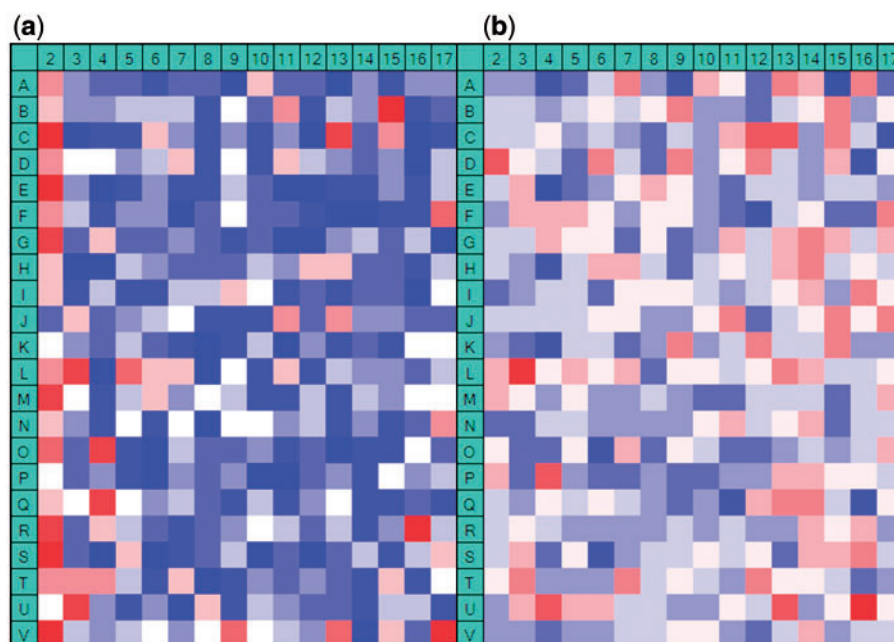 (a) (b)
2 3 4 5 6 7 8 9 10 11 12 13 14 15 16 17 2 3 4 5 6 7 8 9 10 11 12 13 14 15 16 17
A A
B B
C C
D D
E E
F F
G G
H H
I I
J J
K K
L L
M M
N N
O O
P P
Q Q
R R
S S
T T
U U
V V